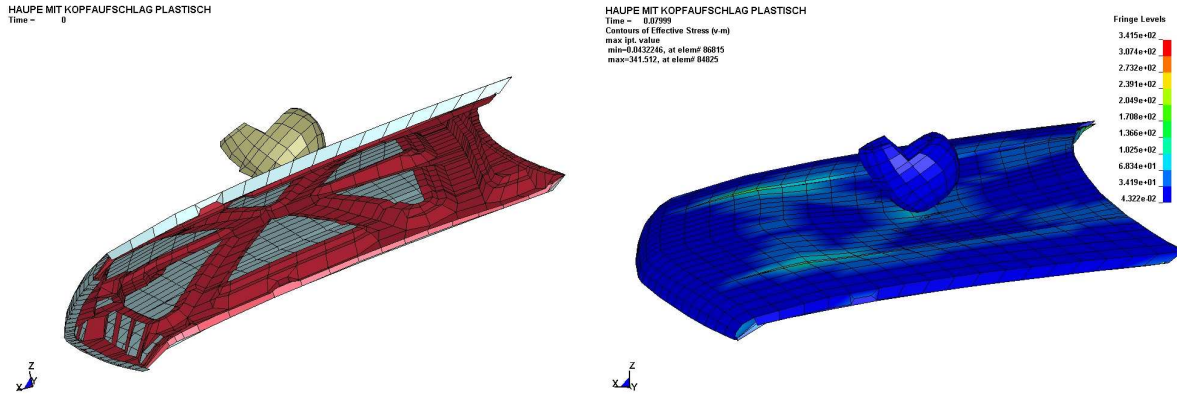 HAUPE MIT KOPFAUFSCHLAG PLASTISCH
Time = 0
Z
X Y
HAUPE MIT KOPFAUFSCHLAG PLASTISCH
Time = 0.07999
Contours of Effective Stress (v-m)
max ipt. value
min=0.0432246, at elem# 86815
max=341.512, at elem# 84825
Fringe Levels
3.415e+02
3.074e+02
2.732e+02
2.391e+02
2.049e+02
1.708e+02
1.366e+02
1.025e+02
6.834e+01
3.419e+01
4.322e-02
Z
X Y